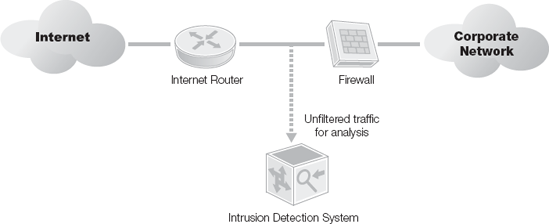 Internet
Corporate
Network
Internet Router
Firewall
Unfiltered traffic
for analysis
Intrusion Detection System